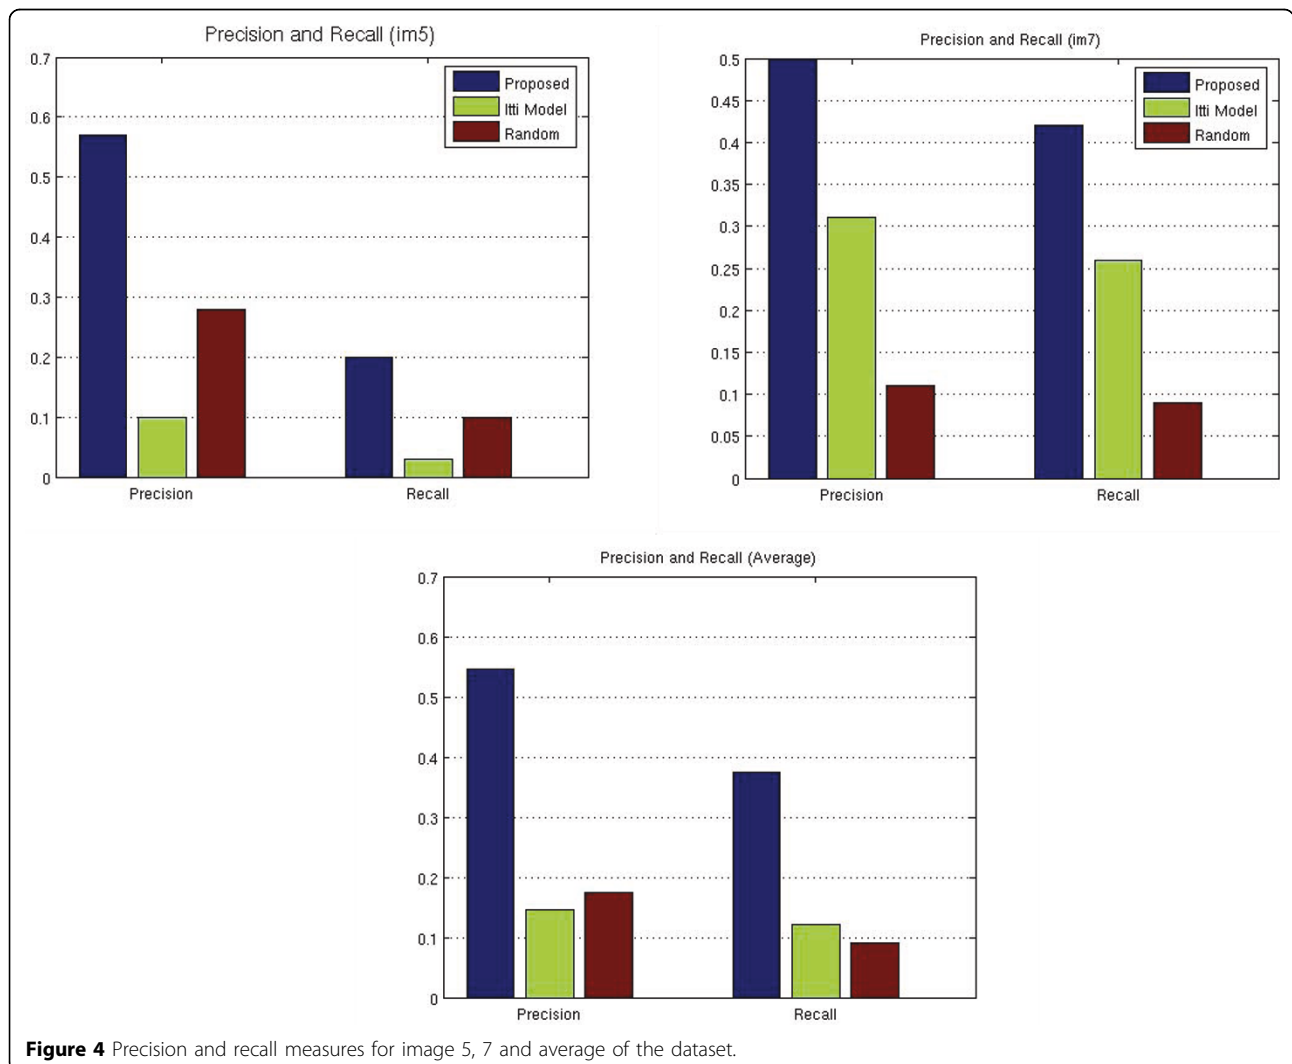 Precision and Recall (im5)
0.7
0.6
0.5
0.4
0.3
0.2
0.1
0
Proposed
Itti Model
Random
Precision Recall
Precision and Recall (im7)
0.5
0.45
0.4
0.35
0.3
0.25
0.2
0.15
0.1
0.05
0
Proposed
Itti Model
Random
Precision Recall
Precision and Recall (Average)
0.7
0.6
0.5
0.4
0.3
0.2
0.1
0
Precision Recall
Figure 4 Precision and recall measures for image 5, 7 and average of the dataset.